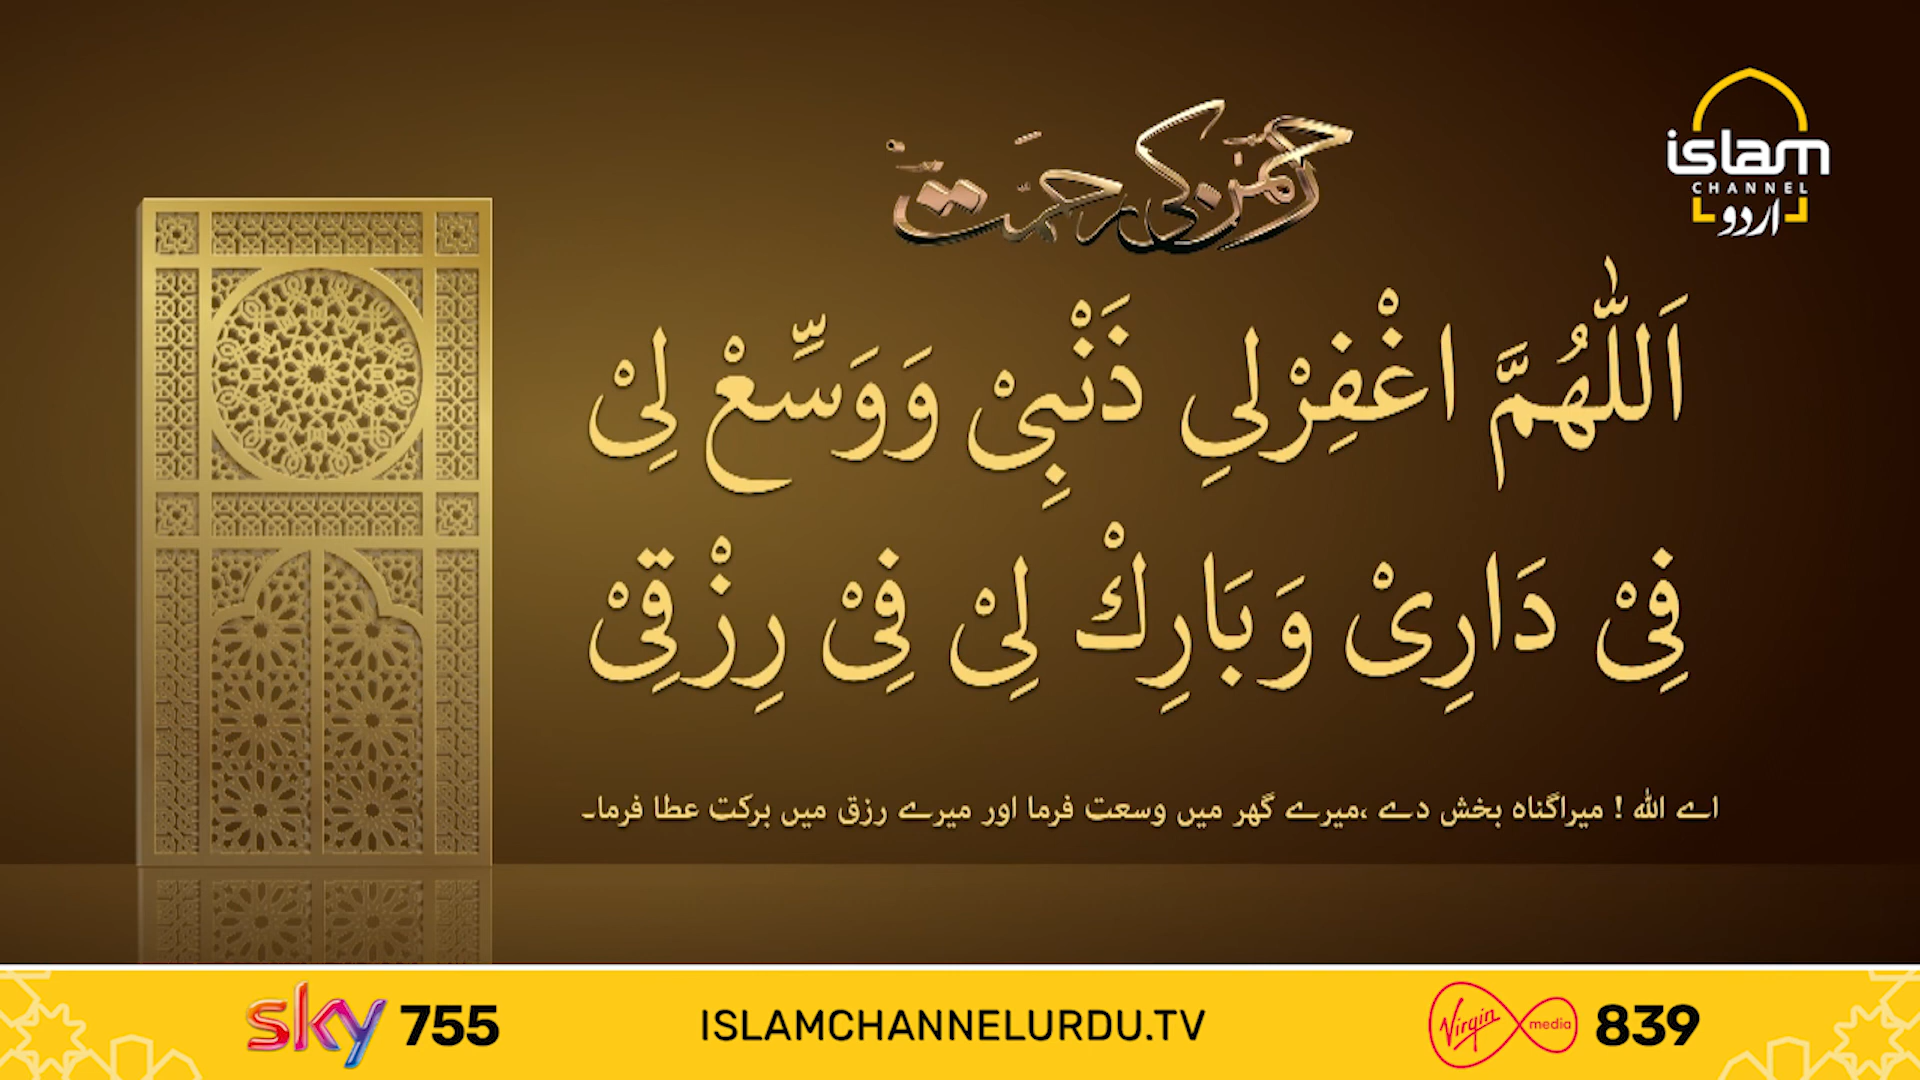 رحمٰن کی رحمت
islam
CHANNEL
اردو
اَللّٰهُمَّ اغْفِرْلِی ذَنْۢبِیْ وَوَسِّعْ لِیْ
فِیْ دَارِیْ وَبَارِكْ لِیْ فِیْ رِزْقِیْ
اے اللہ ! میراگناہ بخش دے ،میرے گھر میں وسعت فرما اور میرے رزق میں برکت عطا فرما۔
sky 755
ISLAMCHANNELURDU.TV
Virgin media 839